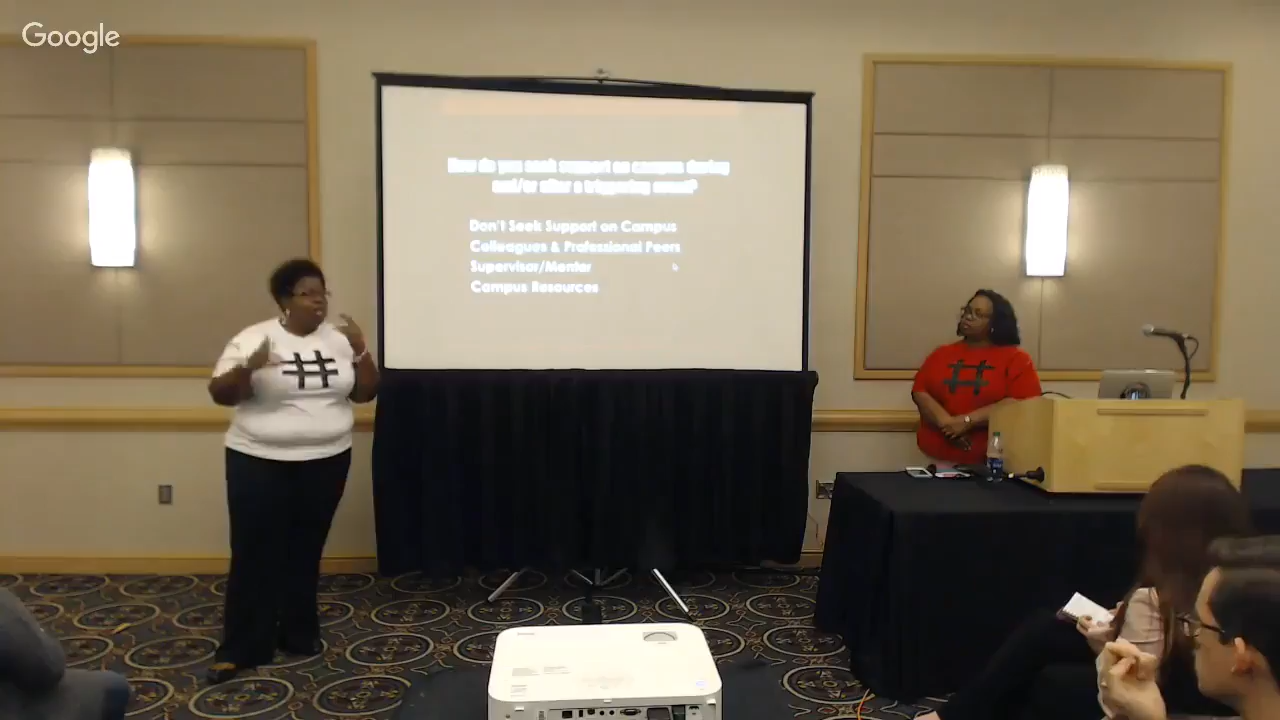 Google
How do you seek support on campus during
and/or after a triggering event?
Don't Seek Support on Campus
Colleagues & Professional Peers
Supervisor/Mentor
Campus Resources
#
#